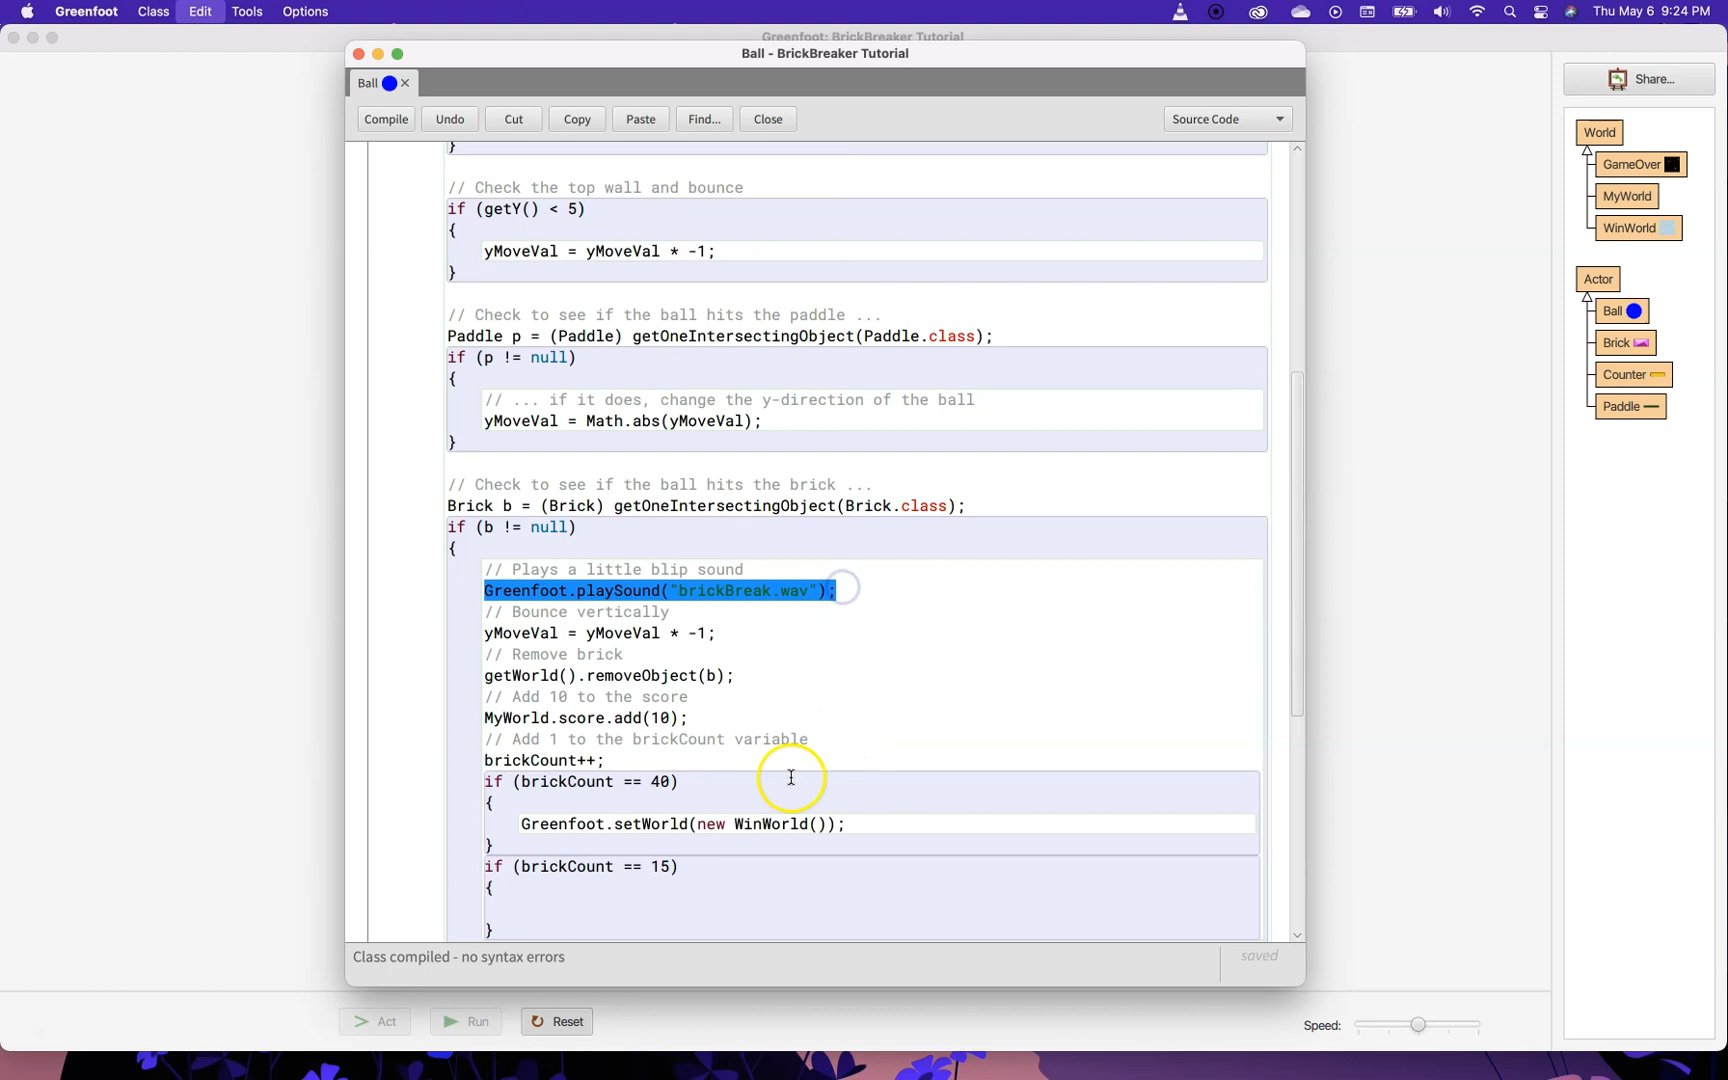 Greenfoot Class Edit Tools Options Thu May 6 9:24 PM
Greenfoot: BrickBreaker Tutorial
Ball - BrickBreaker Tutorial
Ball
Compile Undo Cut Copy Paste Find... Close Source Code
}
// Check the top wall and bounce
if (getY() < 5)
{
yMoveVal = yMoveVal * -1;
}
// Check to see if the ball hits the paddle ...
Paddle p = (Paddle) getOneIntersectingObject(Paddle.class);
if (p != null)
{
// ... if it does, change the y-direction of the ball
yMoveVal = Math.abs(yMoveVal);
}
// Check to see if the ball hits the brick ...
Brick b = (Brick) getOneIntersectingObject(Brick.class);
if (b != null)
{
// Plays a little blip sound
Greenfoot.playSound("brickBreak.wav");
// Bounce vertically
yMoveVal = yMoveVal * -1;
// Remove brick
getWorld().removeObject(b);
// Add 10 to the score
MyWorld.score.add(10);
// Add 1 to the brickCount variable
brickCount++;
if (brickCount == 40)
{
Greenfoot.setWorld(new WinWorld());
}
if (brickCount == 15)
{
}
Class compiled - no syntax errors
saved
Share...
World
GameOver
MyWorld
WinWorld
Actor
Ball
Brick
Counter
Paddle
Act Run Reset Speed: